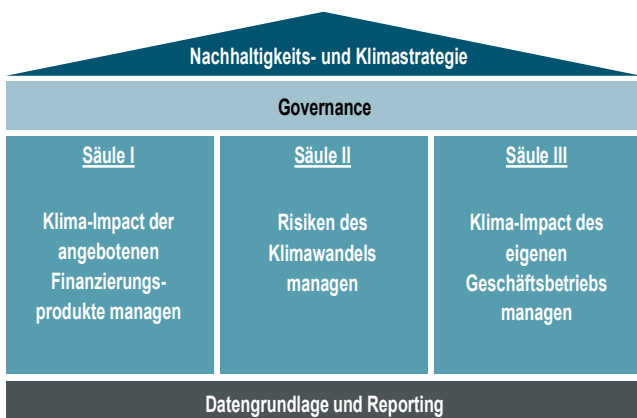 Nachhaltigkeits- und Klimastrategie
Governance
Säule I
Klima-Impact der
angebotenen
Finanzierungs-
produkte managen
Säule II
Risiken des
Klimawandels
managen
Säule III
Klima-Impact des
eigenen
Geschäftsbetriebs
managen
Datengrundlage und Reporting